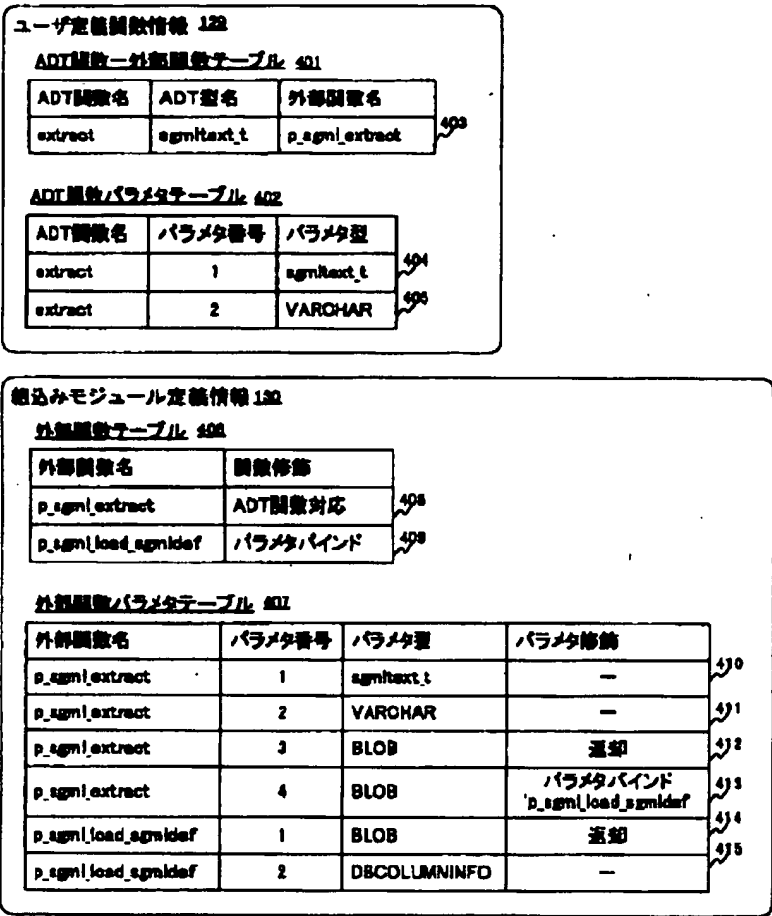 ユーザ定義関数情報 129
ADT関数－外部関数テーブル 401
ADT関数名 ADT型名 外部関数名
extract sgmltext_t p_sgml_extract 403
ADT関数パラメタテーブル 402
ADT関数名 パラメタ番号 パラメタ型
extract 1 sgmltext_t 404
extract 2 VARCHAR 405
組込みモジュール定義情報 130
外部関数テーブル 406
外部関数名 関数修飾
p_sgml_extract ADT関数対応 408
p_sgml_load_sgmldef パラメタバインド 409
外部関数パラメタテーブル 407
外部関数名 パラメタ番号 パラメタ型 パラメタ修飾
p_sgml_extract 1 sgmltext_t － 410
p_sgml_extract 2 VARCHAR － 411
p_sgml_extract 3 BLOB 返却 412
p_sgml_extract 4 BLOB パラメタバインド 413
'p_sgml_load_sgmldef
p_sgml_load_sgmldef 1 BLOB 返却 414
p_sgml_load_sgmldef 2 DBCOLUMNINFO － 415